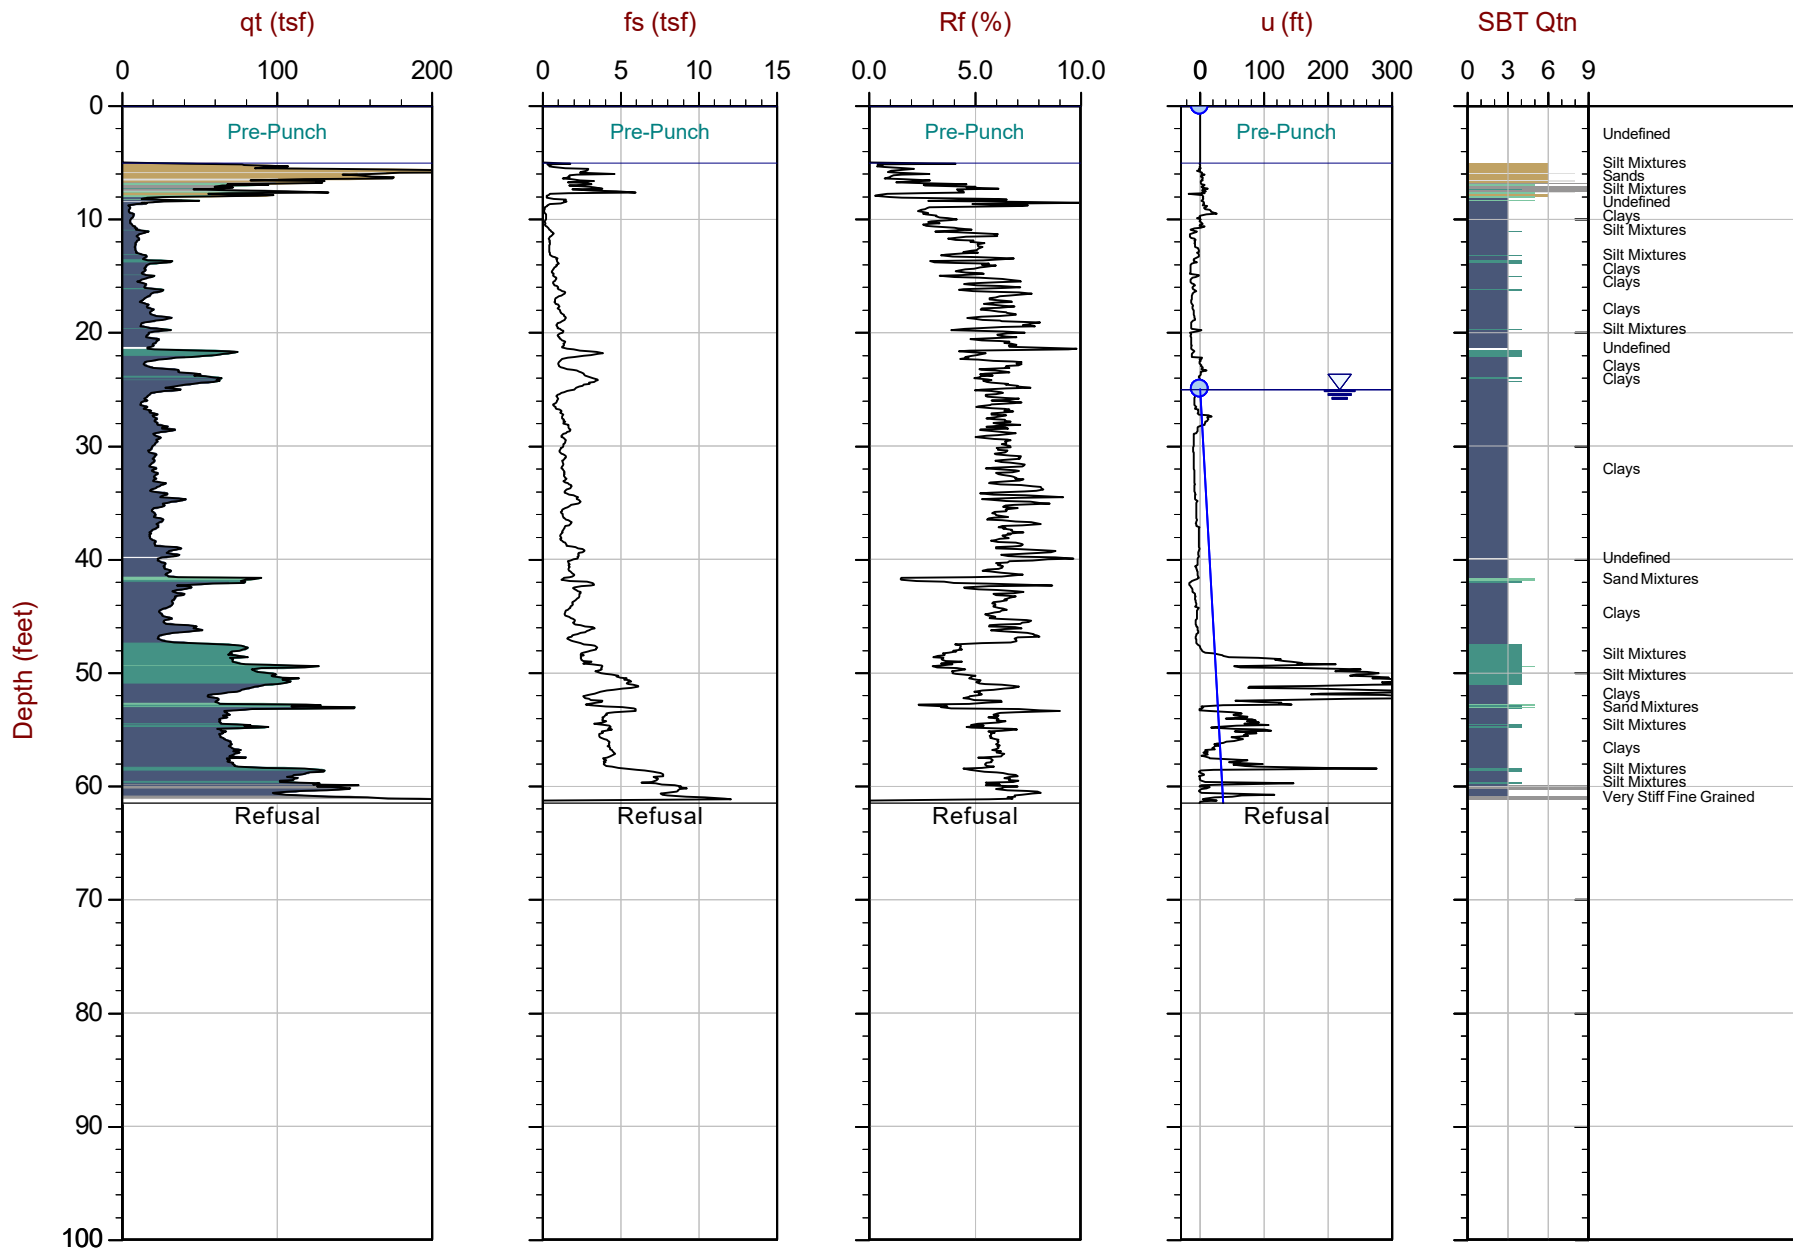 qt (tsf) fs (tsf) Rf (%) u (ft) SBT Qtn
0 100 200 0 5 10 15 0.0 5.0 10.0 0 100 200 300 0 3 6 9
0
Pre-Punch Pre-Punch Pre-Punch Pre-Punch
Undefined
Silt Mixtures
Sands
Silt Mixtures
Undefined
10
Clays
Silt Mixtures
Silt Mixtures
Clays
Clays
Clays
20
Silt Mixtures
Undefined
Clays
Clays
30
Clays
40
Undefined
Sand Mixtures
Clays
Silt Mixtures
50
Silt Mixtures
Clays
Sand Mixtures
Silt Mixtures
Clays
Silt Mixtures
60
Silt Mixtures
Very Stiff Fine Grained
Refusal Refusal Refusal Refusal
70
80
90
100
Depth (feet)